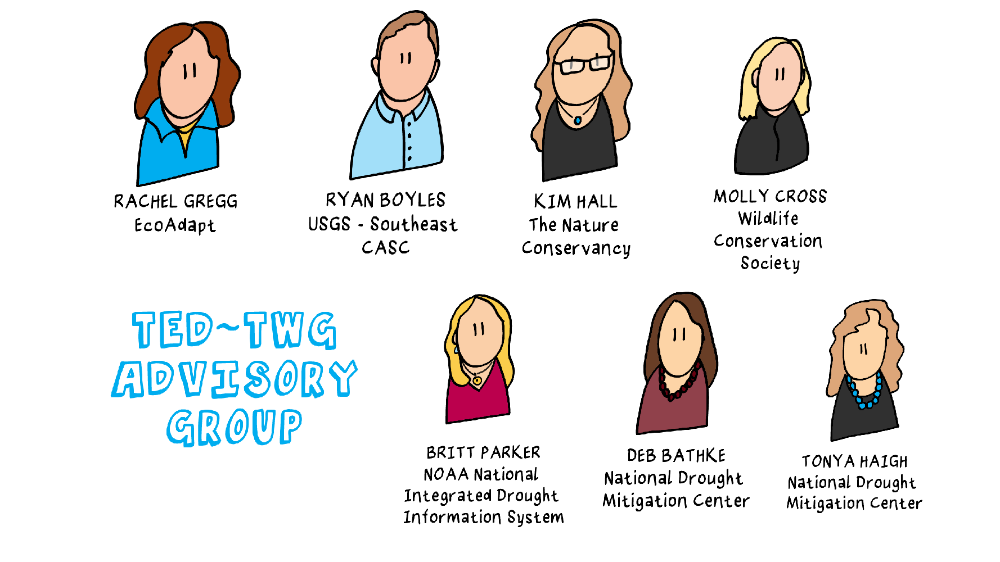 RACHEL GREGG
EcoAdapt
RYAN BOYLES
USGS - Southeast
CASC
KIM HALL
The Nature
Conservancy
MOLLY CROSS
Wildlife
Conservation
Society
TED~TWG
ADVISORY
GROUP
BRITT PARKER
NOAA National
Integrated Drought
Information System
DEB BATHKE
National Drought
Mitigation Center
TONYA HAIGH
National Drought
Mitigation Center